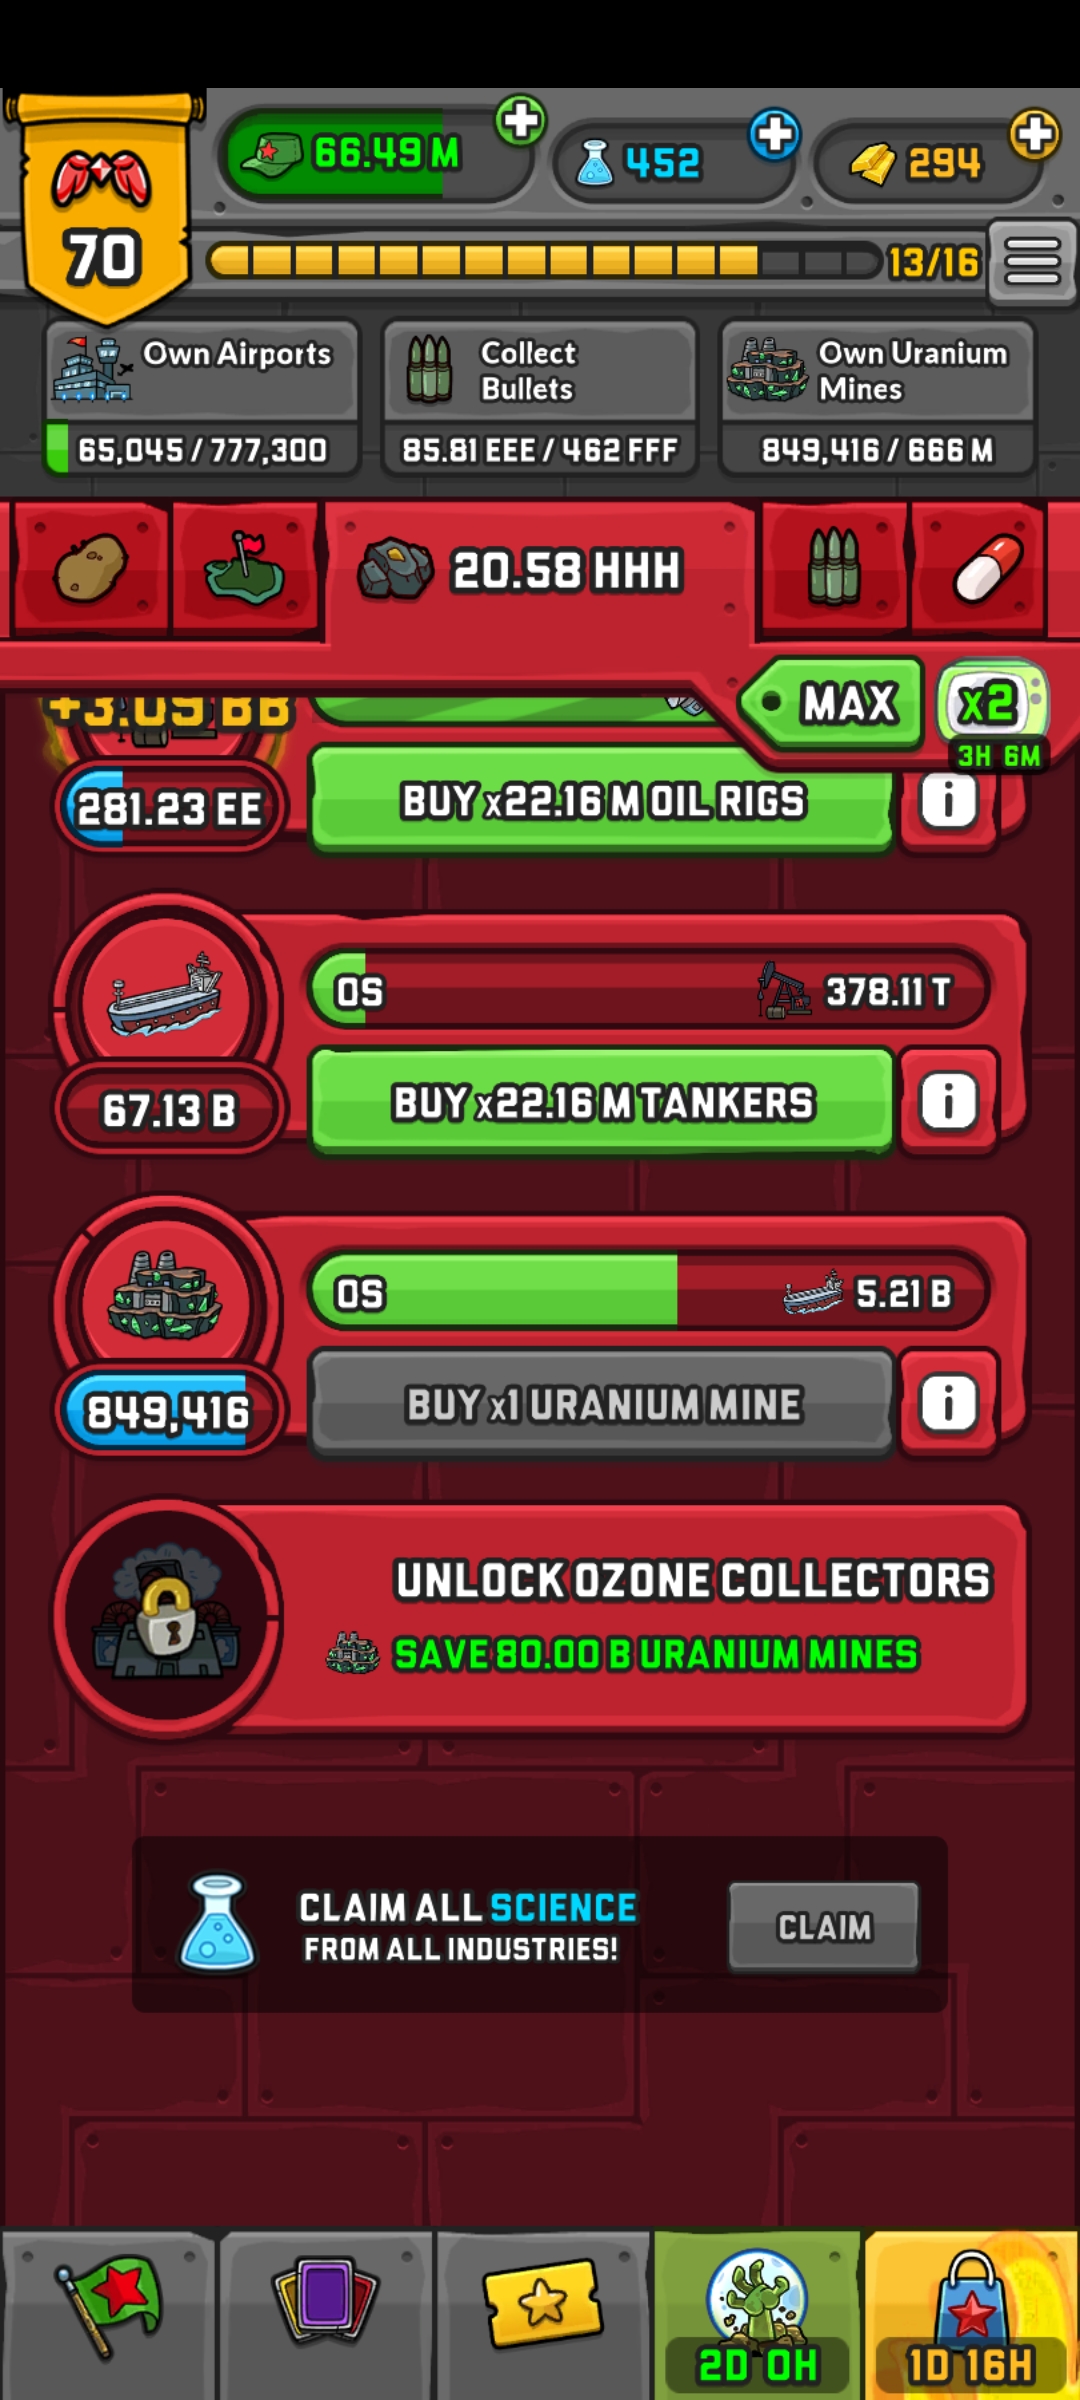 66.49 M
452
294
70
13/16
Own Airports
65,045 / 777,300
Collect
Bullets
85.81 EEE / 462 FFF
Own Uranium
Mines
849,416 / 666 M
20.58 HHH
MAX
x2
3H 6M
+3.09 BB
281.23 EE
BUY x22.16 M OIL RIGS
i
0S
378.11 T
67.13 B
BUY x22.16 M TANKERS
i
0S
5.21 B
849,416
BUY x1 URANIUM MINE
i
UNLOCK OZONE COLLECTORS
SAVE 80.00 B URANIUM MINES
CLAIM ALL SCIENCE
FROM ALL INDUSTRIES!
CLAIM
2D 0H
1D 16H